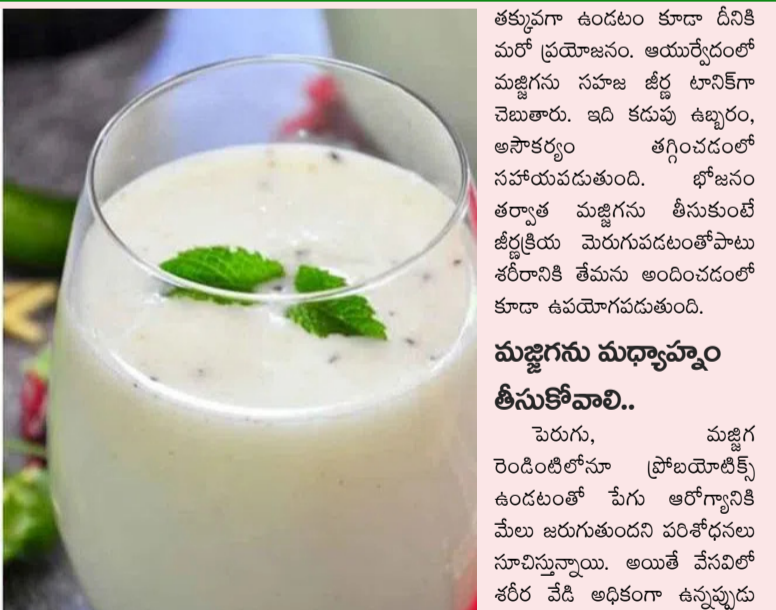 తక్కువగా ఉండటం కూడా దీనికి
మరో ప్రయోజనం. ఆయుర్వేదంలో
మజ్జిగను సహజ జీర్ణ టానిక్‌గా
చెబుతారు. ఇది కడుపు ఉబ్బరం,
అసౌకర్యం తగ్గించడంలో
సహాయపడుతుంది. భోజనం
తర్వాత మజ్జిగను తీసుకుంటే
జీర్ణక్రియ మెరుగుపడటంతోపాటు
శరీరానికి తేమను అందించడంలో
కూడా ఉపయోగపడుతుంది.
మజ్జిగను మధ్యాహ్నం
తీసుకోవాలి..
పెరుగు, మజ్జిగ
రెండింటిలోనూ ప్రోబయోటిక్స్
ఉండటంతో పేగు ఆరోగ్యానికి
మేలు జరుగుతుందని పరిశోధనలు
సూచిస్తున్నాయి. అయితే వేసవిలో
శరీర వేడి అధికంగా ఉన్నప్పుడు